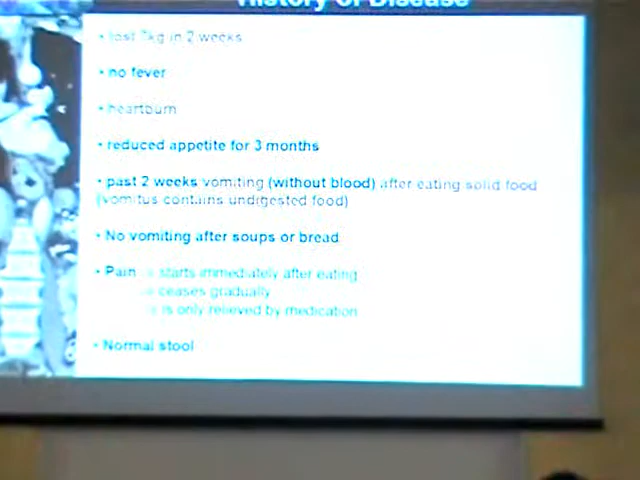 History of Disease
• lost kg in 2 weeks
• no fever
• heartburn
• reduced appetite for 3 months
• past 2 weeks vomiting (without blood) after eating solid food
(vomitus contains undigested food)
• No vomiting after soups or bread
• Pain starts immediately after eating
ceases gradually
is only relieved by medication
• Normal stool